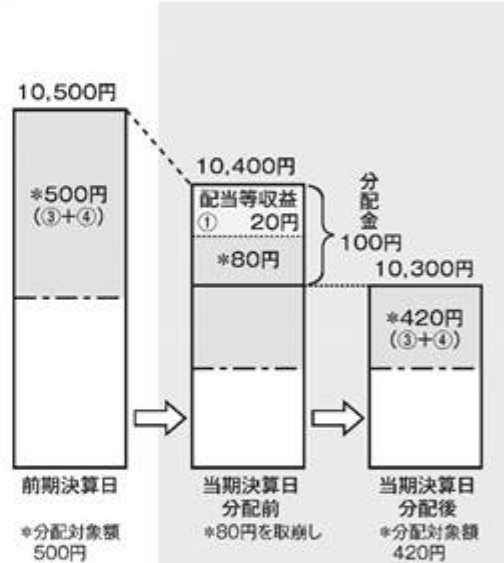 10,500円
*500円
(③+④)
10,400円
配当等収益
① 20円
*80円
分配金
100円
10,300円
*420円
(③+④)
前期決算日
当期決算日
分配前
当期決算日
分配後
*分配対象額
500円
*80円を取崩し
*分配対象額
420円